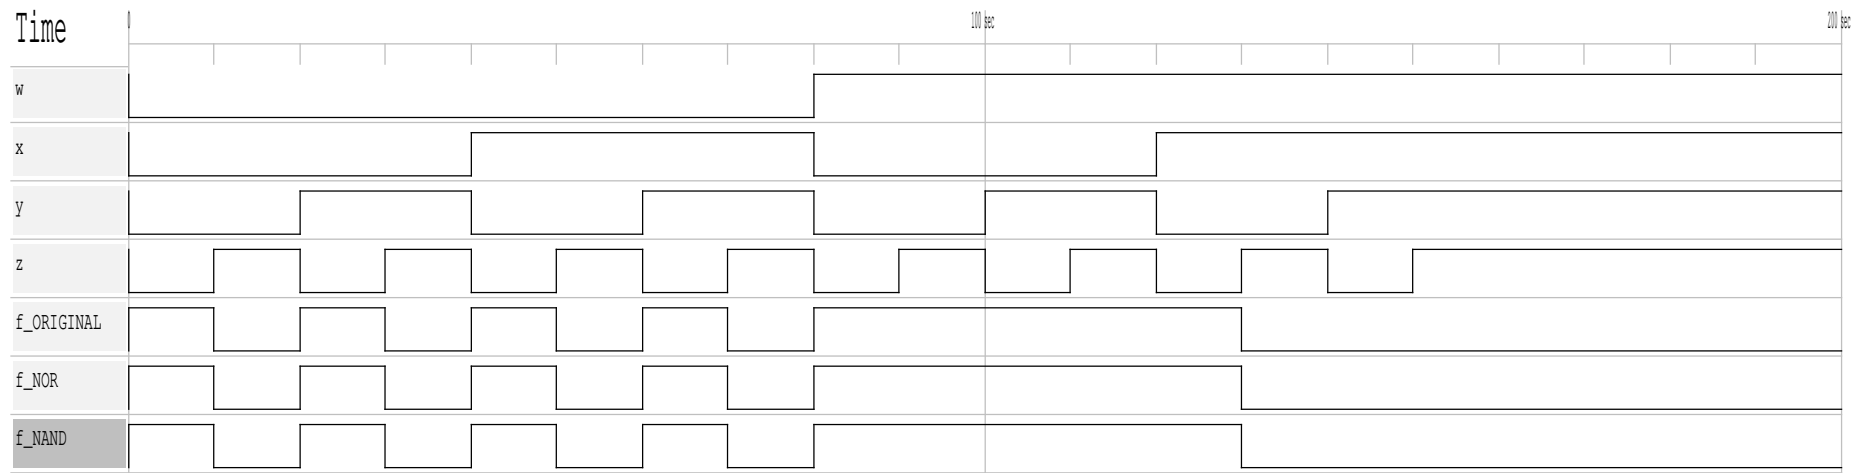 Time
0 100 sec 200 sec
w
x
y
z
f_ORIGINAL
f_NOR
f_NAND